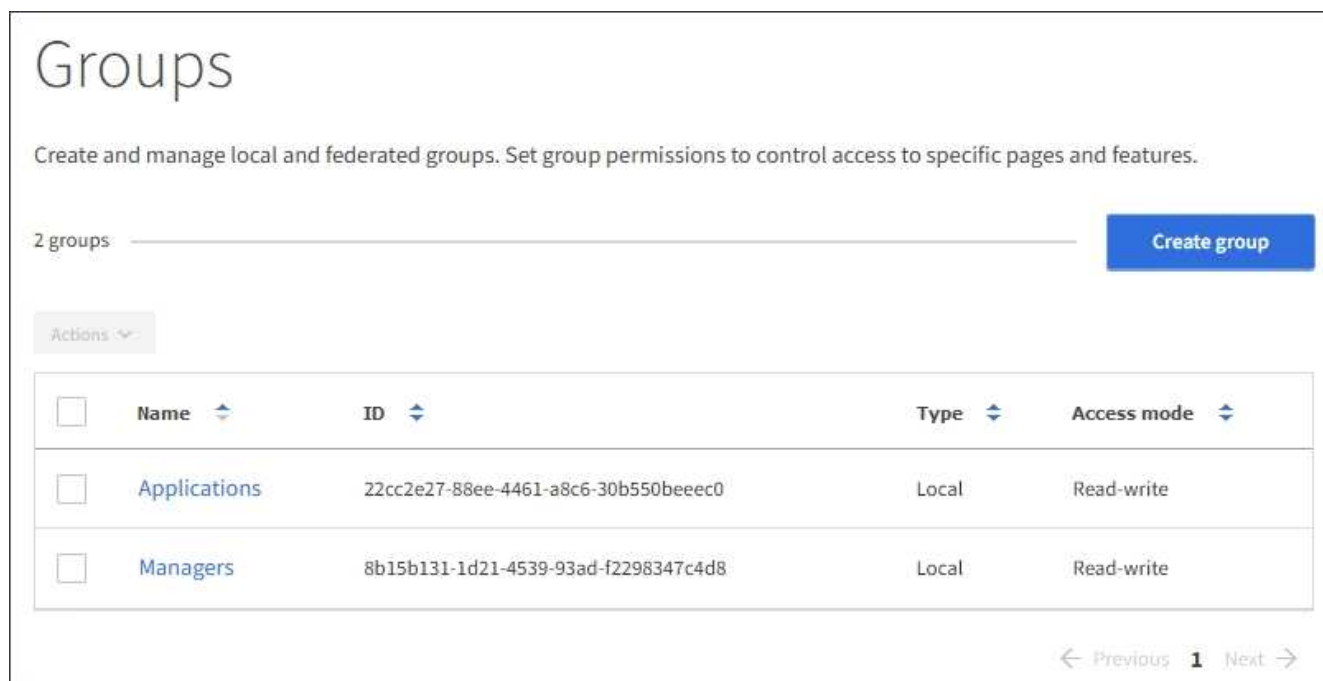 Groups
Create and manage local and federated groups. Set group permissions to control access to specific pages and features.
2 groups Create group
Actions
Name ID Type Access mode
Applications 22cc2e27-88ee-4461-a8c6-30b550beeec0 Local Read-write
Managers 8b15b131-1d21-4539-93ad-f2298347c4d8 Local Read-write
← Previous 1 Next →